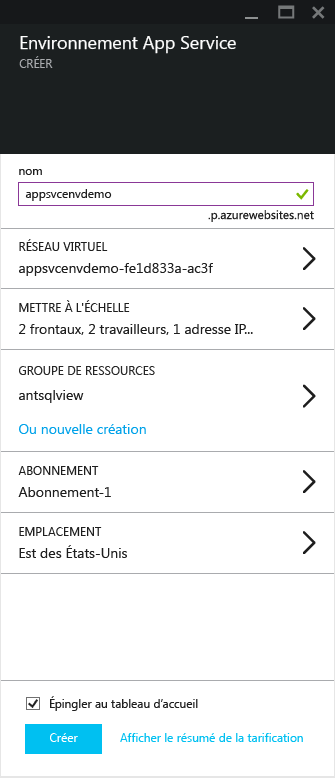 Environnement App Service
CRÉER
nom
appsvcenvdemo
.p.azurewebsites.net
RÉSEAU VIRTUEL
appsvcenvdemo-fe1d833a-ac3f
METTRE À L'ÉCHELLE
2 frontaux, 2 travailleurs, 1 adresse IP...
GROUPE DE RESSOURCES
antsqlview
Ou nouvelle création
ABONNEMENT
Abonnement-1
EMPLACEMENT
Est des États-Unis
Épingler au tableau d’accueil
Créer
Afficher le résumé de la tarification